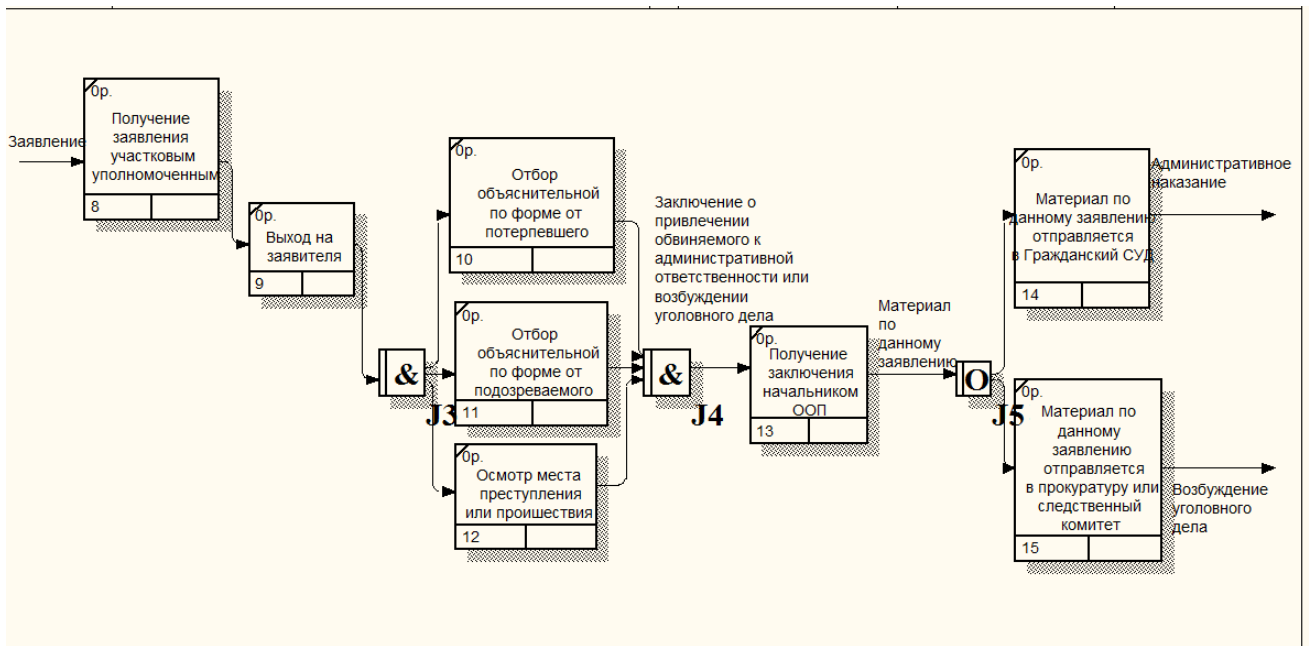 Заявление
0р.
Получение
заявления
участковым
уполномоченным
8
0р.
Выход на
заявителя
9
&
J3
0р.
Отбор
объяснительной
по форме от
потерпевшего
10
0р.
Отбор
объяснительной
по форме от
подозреваемого
11
0р.
Осмотр места
преступления
или проишествия
12
Заключение о
привлечении
обвиняемого к
административной
ответственности или
возбуждении
уголовного дела
&
J4
0р.
Получение
заключения
начальником
ООП
13
Материал
по
данному
заявлению
O
J5
0р.
Материал по
данному заявлению
отправляется
в Гражданский СУД
14
Административное
наказание
0р.
Материал по
данному
заявлению
отправляется
в прокуратуру или
следственный
комитет
15
Возбуждение
уголовного
дела